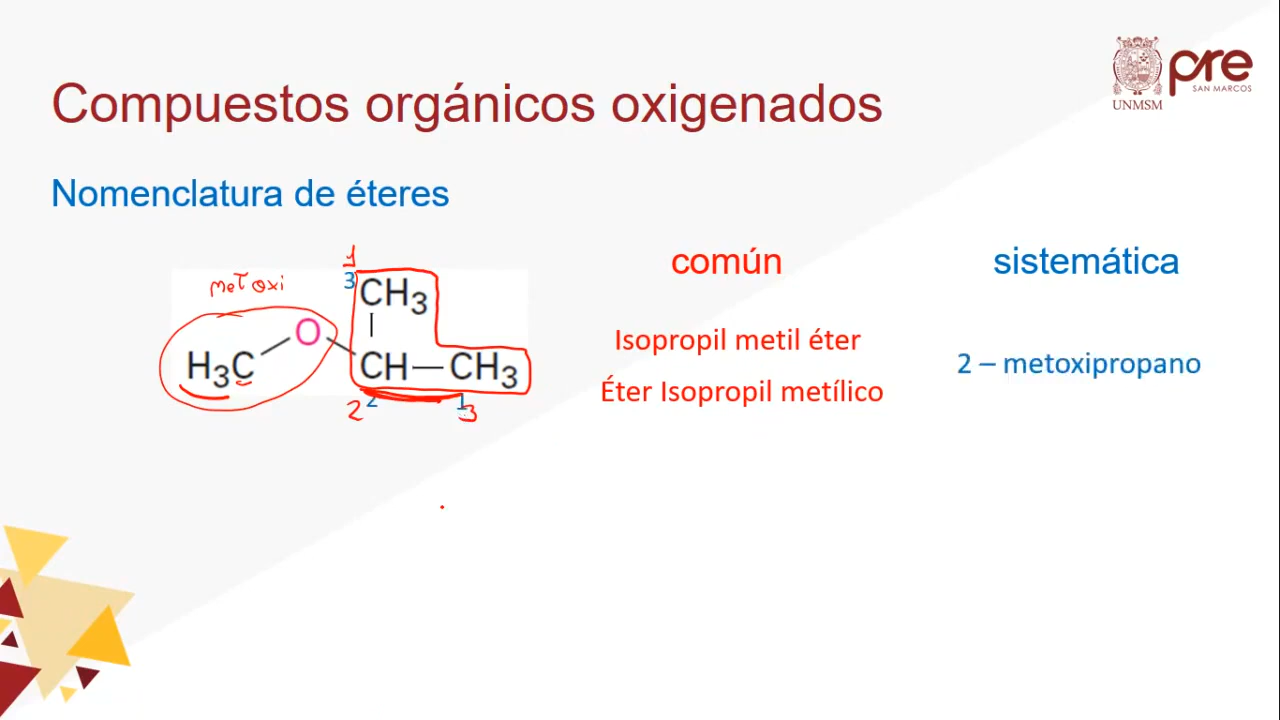 Compuestos orgánicos oxigenados
pre
SAN MARCOS
UNMSM
Nomenclatura de éteres
común
sistemática
1
3
metoxi
CH3
O
H3C
CH—CH3
2
1
2
3
Isopropil metil éter
Éter Isopropil metílico
2 – metoxipropano